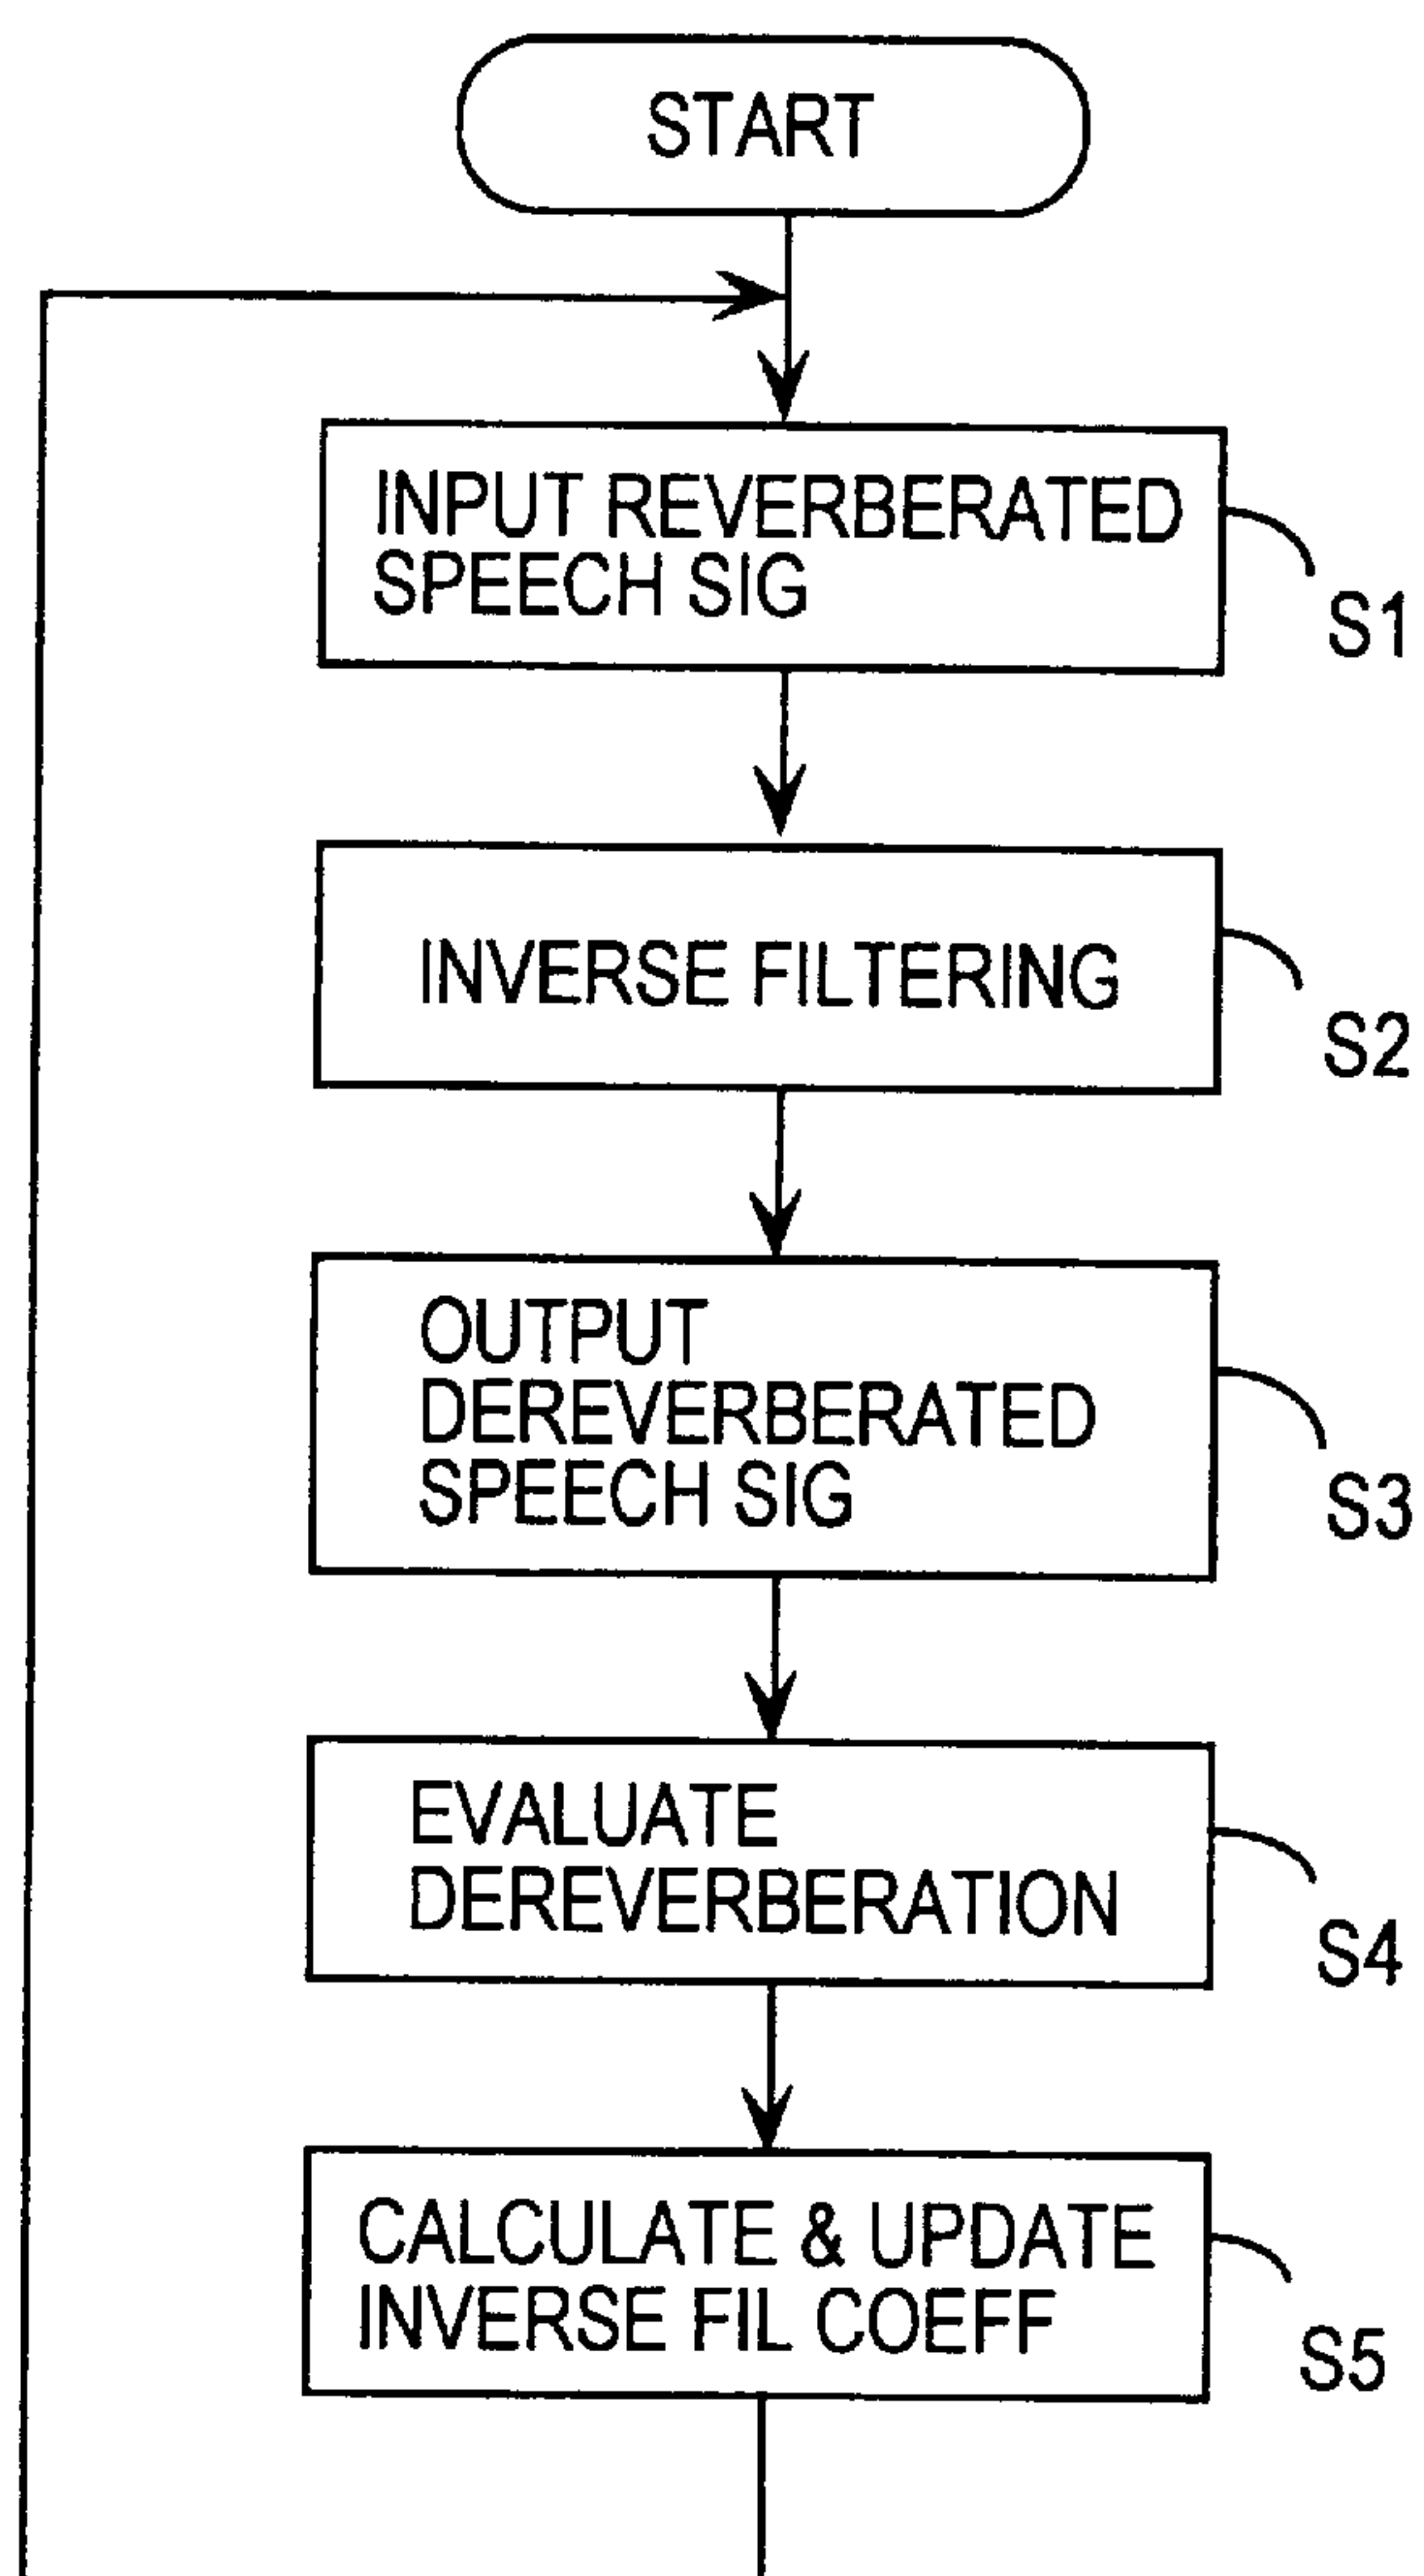 START
INPUT REVERBERATED
SPEECH SIG
S1
INVERSE FILTERING
S2
OUTPUT
DEREVERBERATED
SPEECH SIG
S3
EVALUATE
DEREVERBERATION
S4
CALCULATE & UPDATE
INVERSE FIL COEFF
S5